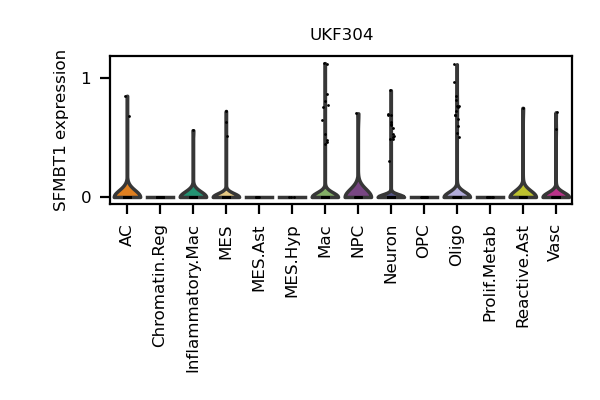 UKF304
SFMBT1 expression
1
0
AC
Chromatin.Reg
Inflammatory.Mac
MES
MES.Ast
MES.Hyp
Mac
NPC
Neuron
OPC
Oligo
Prolif.Metab
Reactive.Ast
Vasc